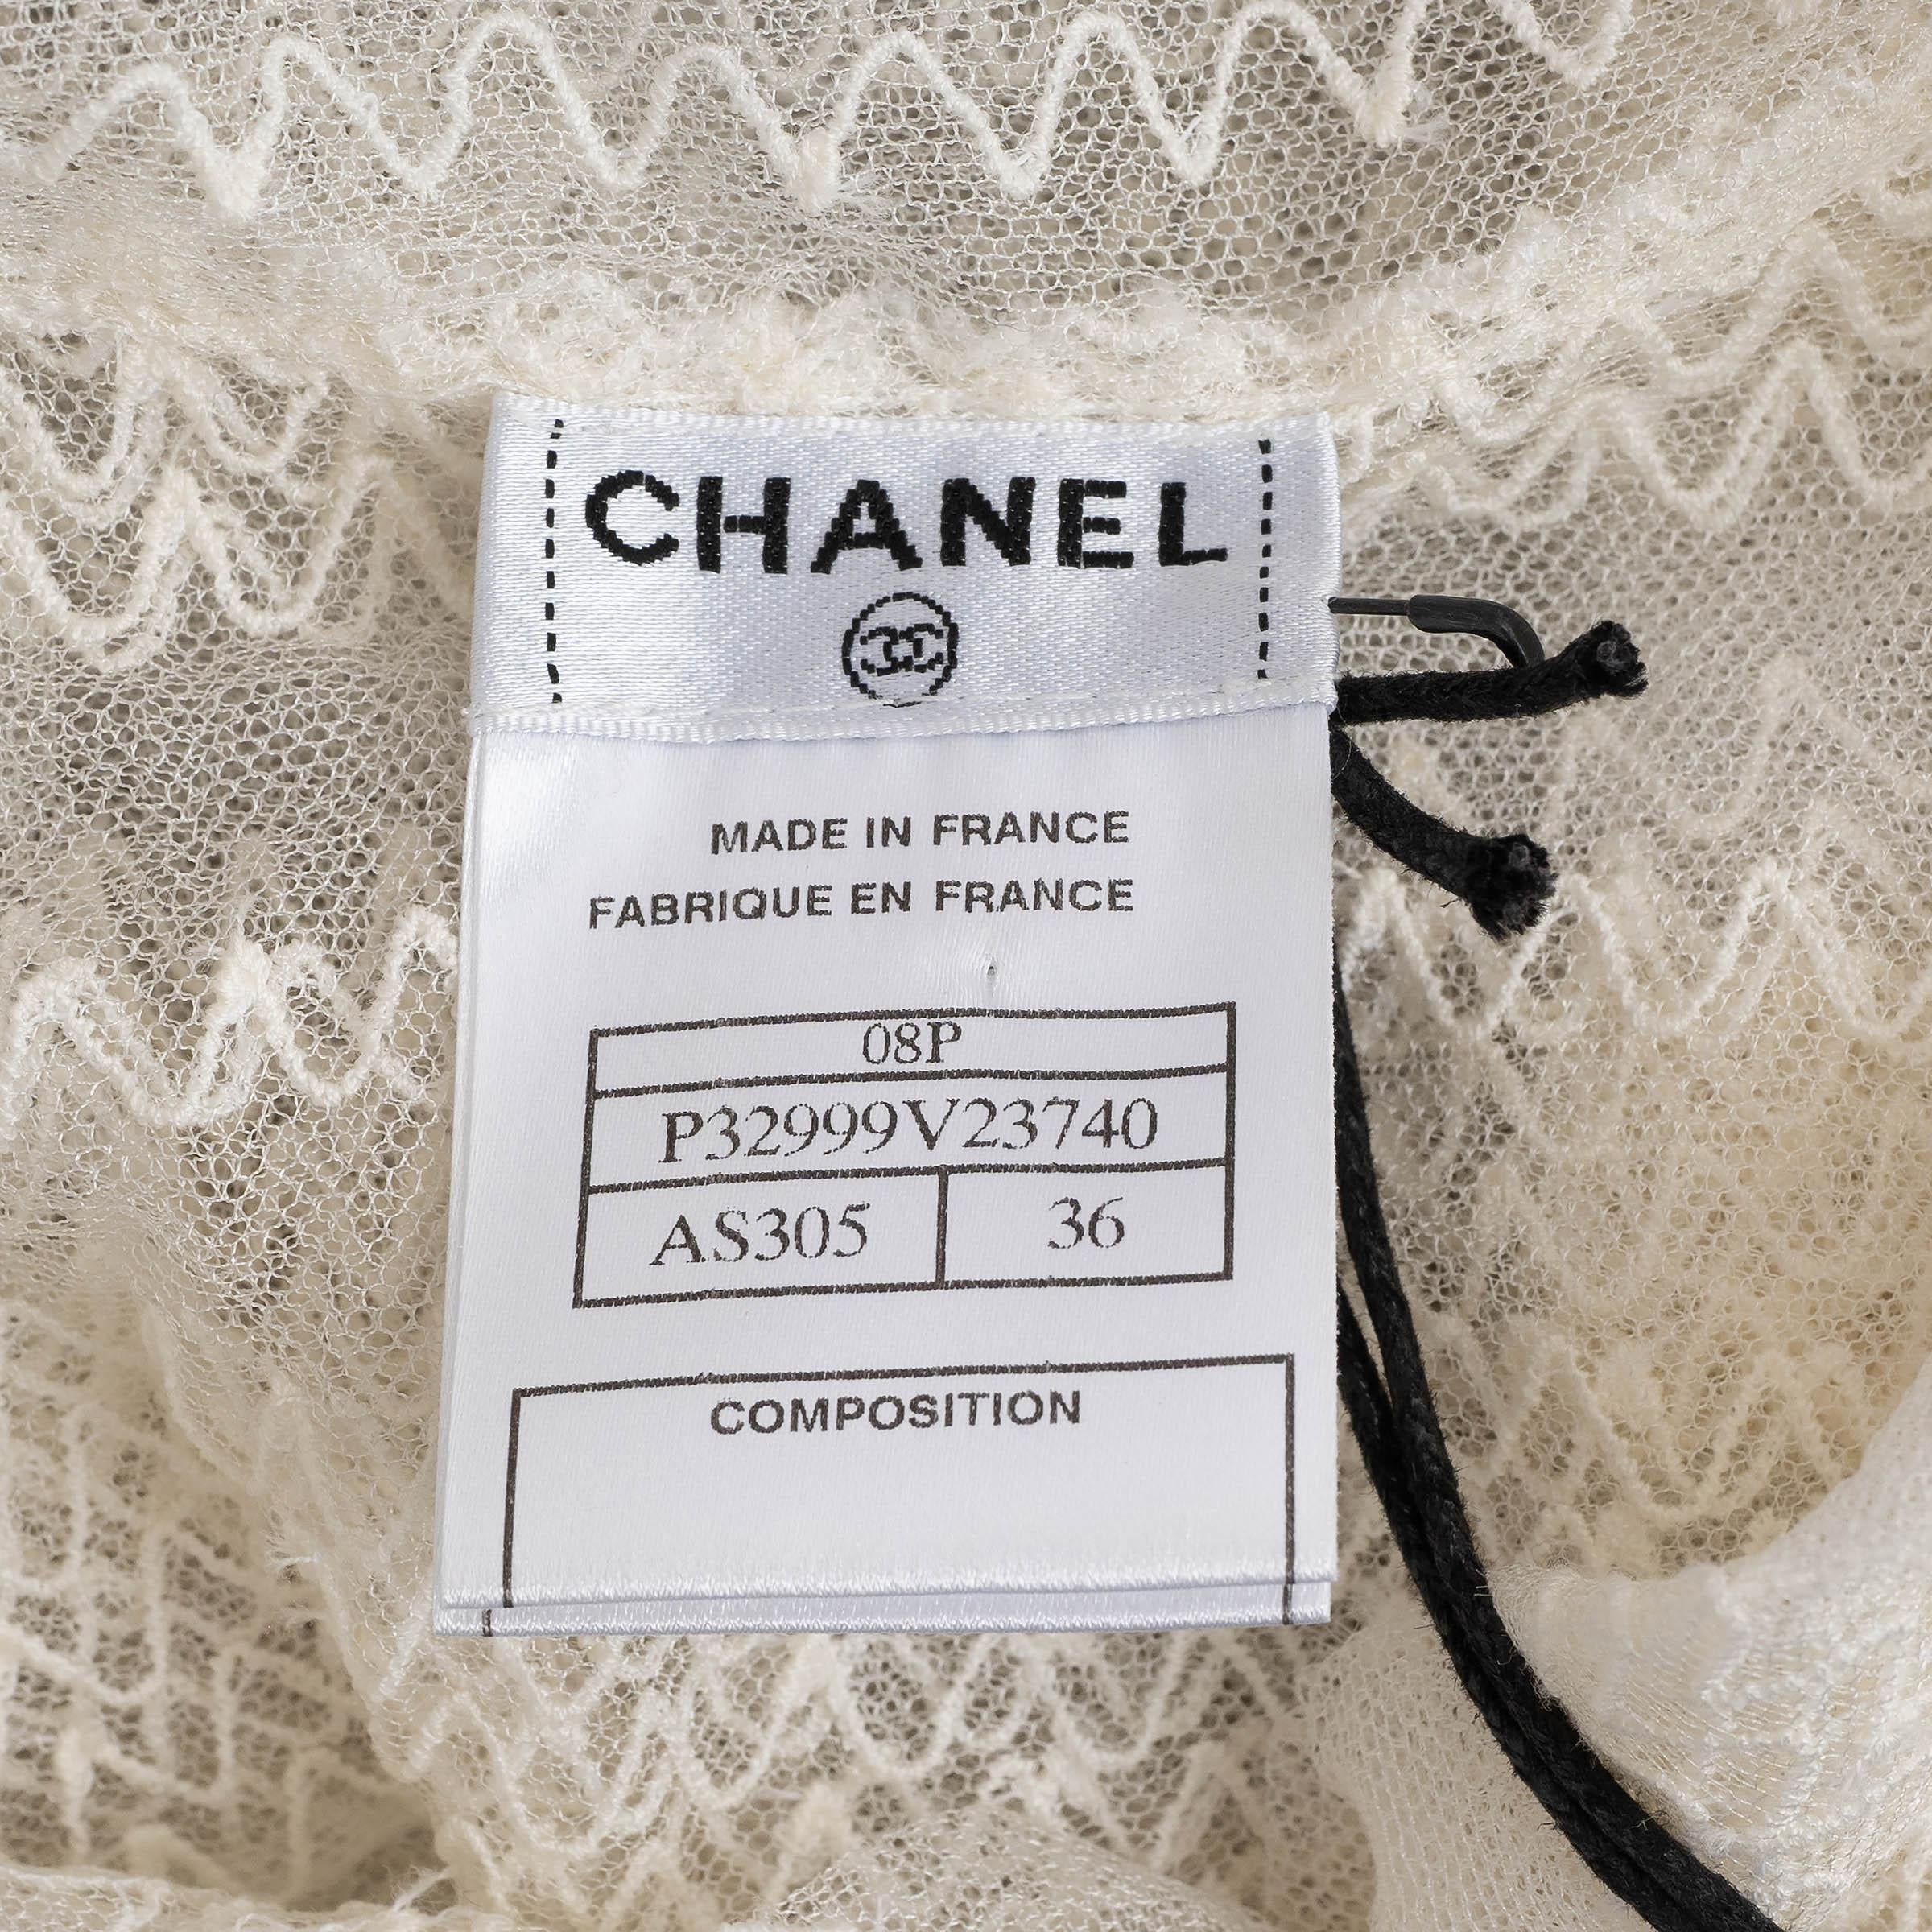 CHANEL
MADE IN FRANCE
FABRIQUE EN FRANCE
08P
P32999V23740
AS305 36
COMPOSITION